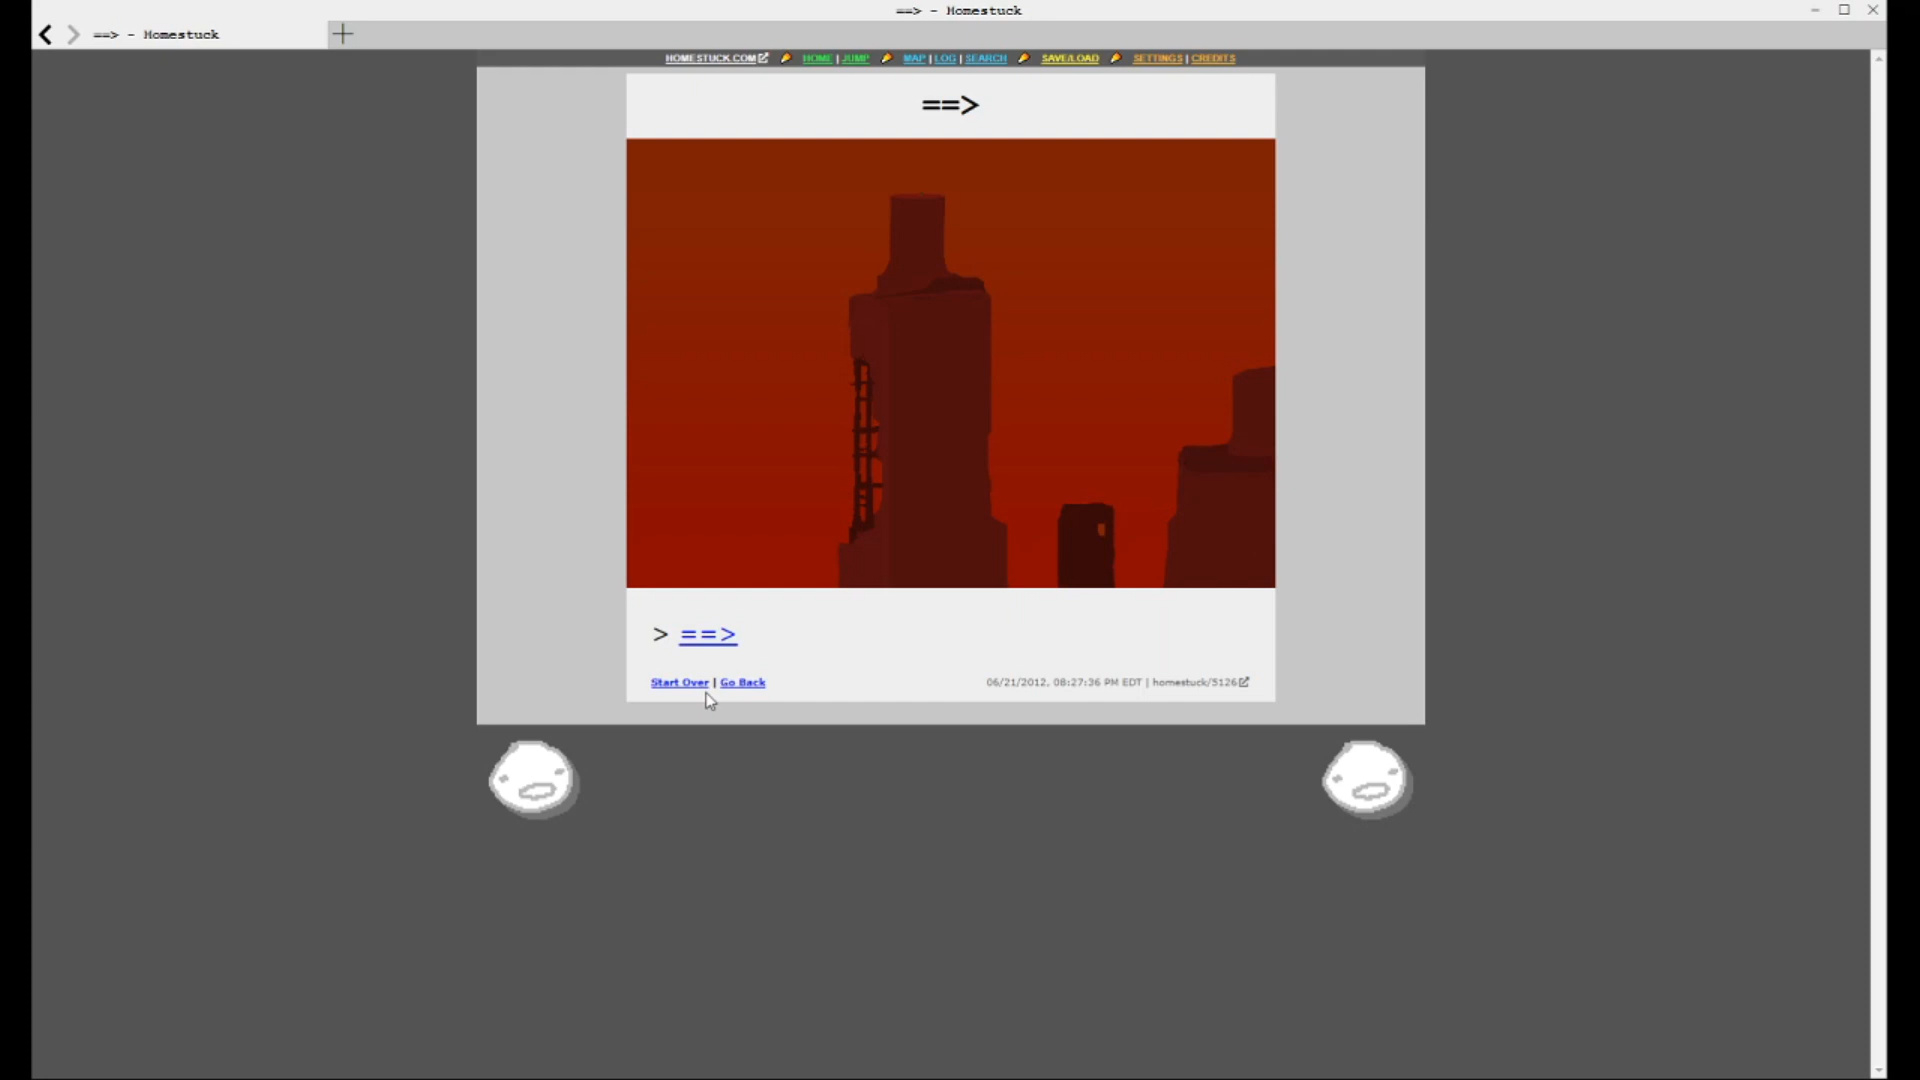 ==> - Homestuck
==> - Homestuck
HOMESTUCK.COM HOME | JUMP MAP | LOG | SEARCH SAVE/LOAD SETTINGS | CREDITS
==>
> ==>
Start Over | Go Back 06/21/2012, 08:27:36 PM EDT | homestuck/5126